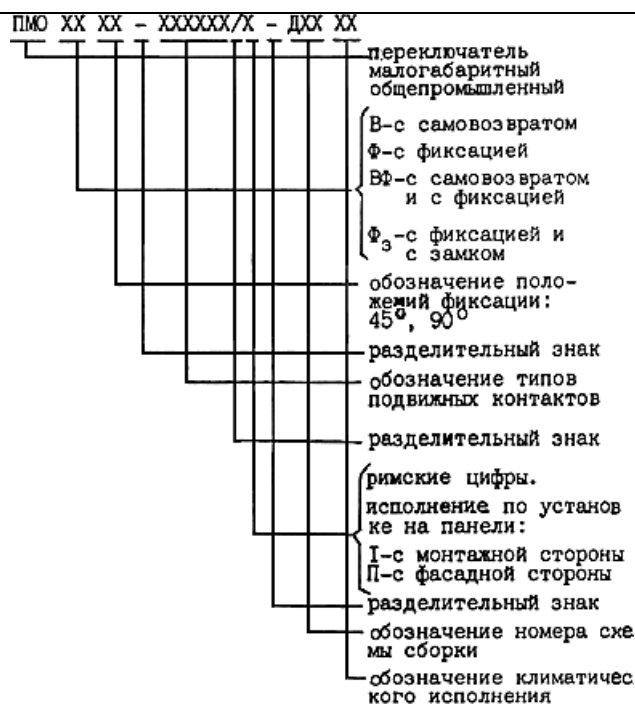 ПМО ХХ ХХ - ХХХХХХ/Х - ДХХ ХХ
переключатель
малогабаритный
общепромышленный
В-с самовозвратом
Ф-с фиксацией
ВФ-с самовозвратом
и с фиксацией
Фз-с фиксацией и
с замком
обозначение поло-
жений фиксации:
45°, 90°
разделительный знак
обозначение типов
подвижных контактов
разделительный знак
римские цифры.
исполнение по установ
ке на панели:
I-с монтажной стороны
П-с фасадной стороны
разделительный знак
обозначение номера схе
мы сборки
обозначение климатичес
кого исполнения